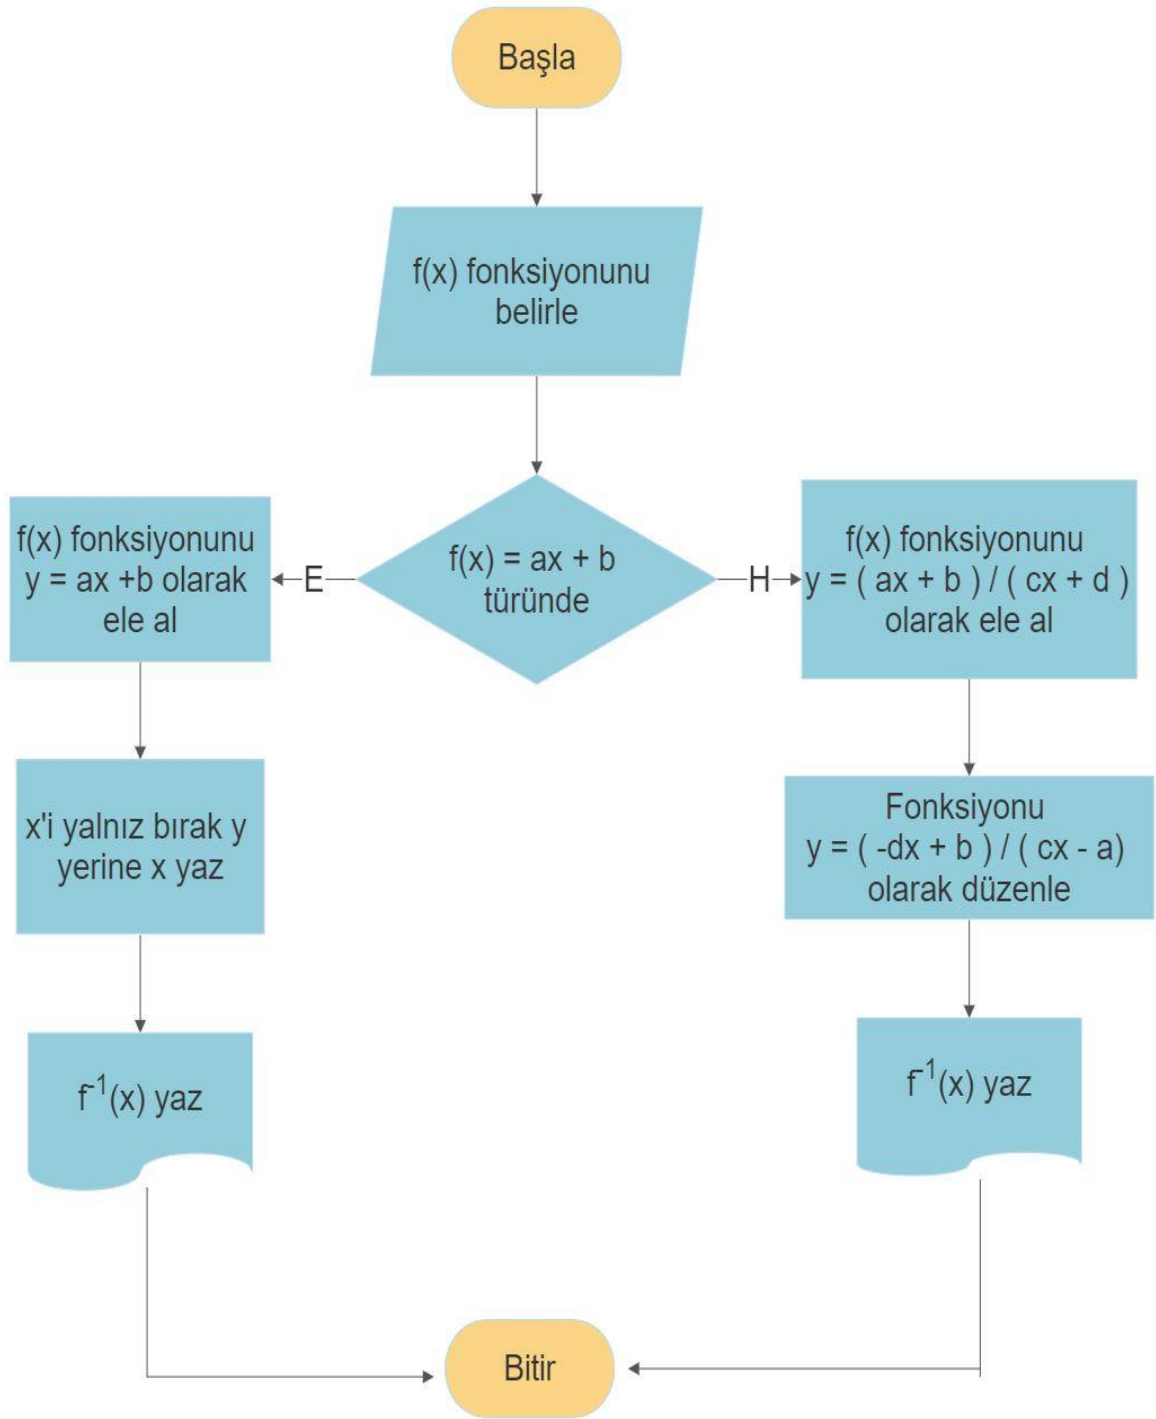 Başla
f(x) fonksiyonunu
belirle
f(x) = ax + b
türünde
E
H
f(x) fonksiyonunu
y = ax +b olarak
ele al
x'i yalnız bırak y
yerine x yaz
f⁻¹(x) yaz
f(x) fonksiyonunu
y = ( ax + b ) / ( cx + d )
olarak ele al
Fonksiyonu
y = ( -dx + b ) / ( cx - a)
olarak düzenle
f⁻¹(x) yaz
Bitir